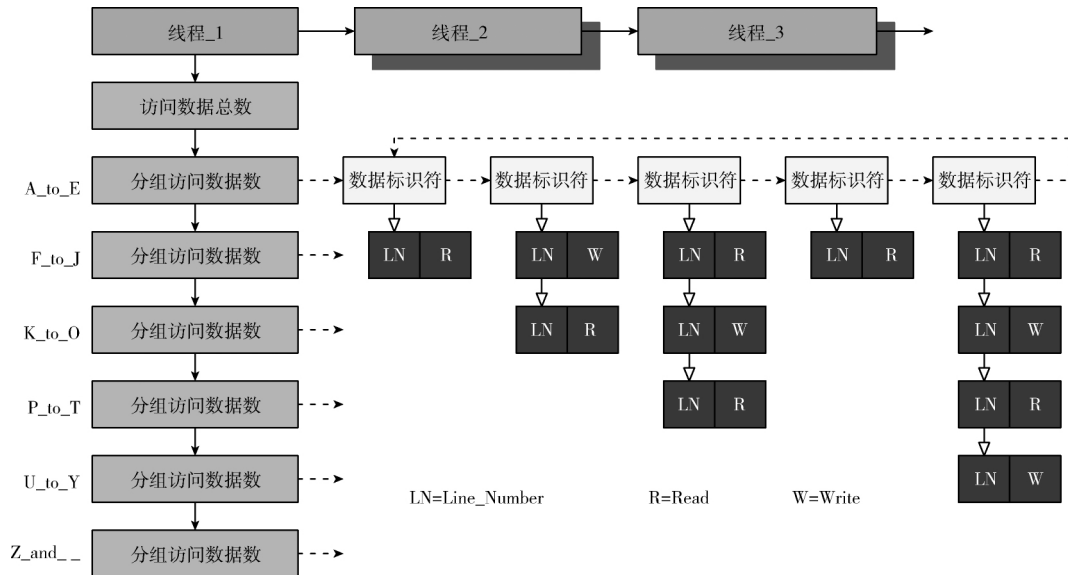 线程_1 线程_2 线程_3
访问数据总数
A_to_E 分组访问数据数 数据标识符 数据标识符 数据标识符 数据标识符 数据标识符
F_to_J 分组访问数据数 LN R LN W LN R LN R LN R
K_to_O 分组访问数据数 LN R LN W LN W
P_to_T 分组访问数据数 LN R LN R
U_to_Y 分组访问数据数 LN W
LN=Line_Number R=Read W=Write
Z_and_ _ 分组访问数据数